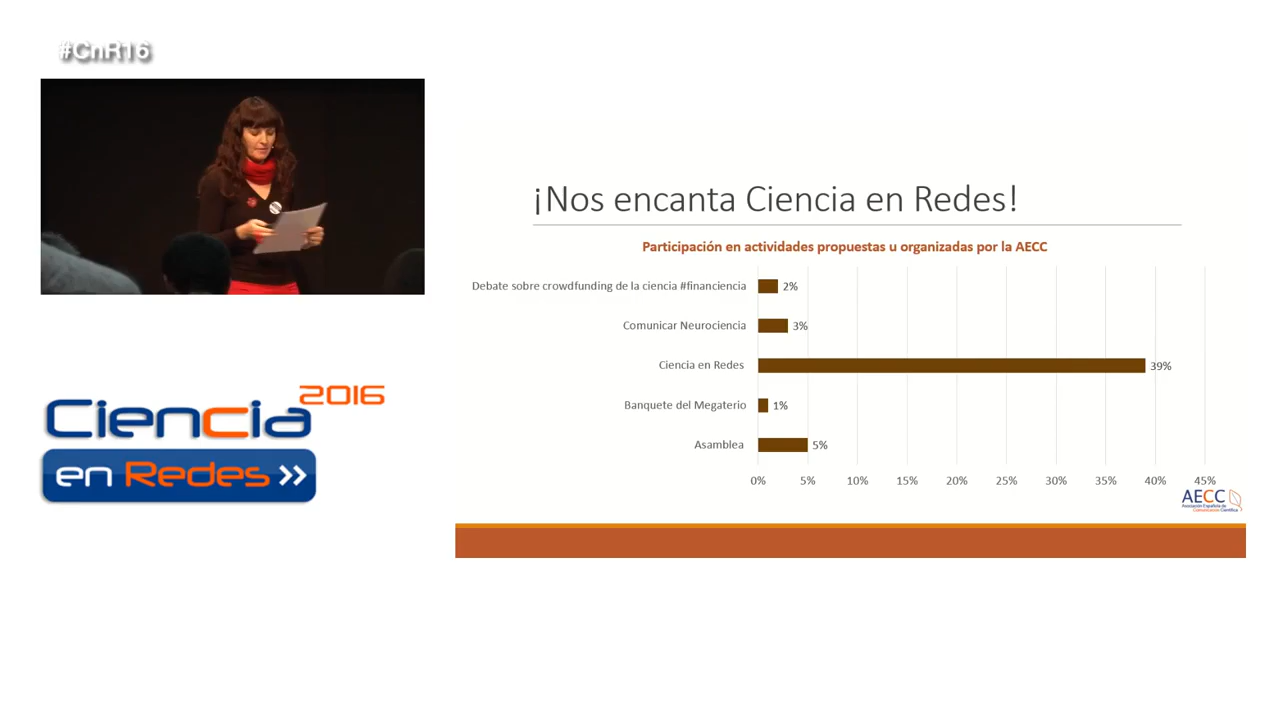 #CnR16
¡Nos encanta Ciencia en Redes!
Participación en actividades propuestas u organizadas por la AECC
Debate sobre crowdfunding de la ciencia #financiencia
2%
Comunicar Neurociencia
3%
Ciencia en Redes
39%
Banquete del Megaterio
1%
Asamblea
5%
0% 5% 10% 15% 20% 25% 30% 35% 40% 45%
AECC
Asociación Española de
Comunicación Científica
Ciencia 2016
en Redes >>